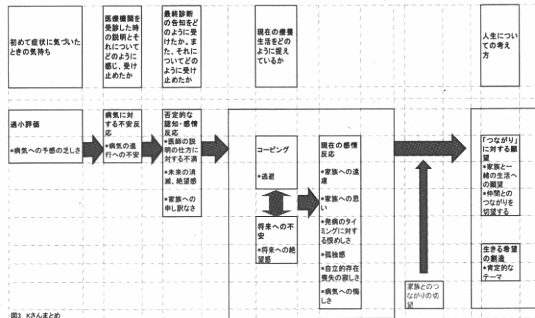 初めて症状に気づいた
ときの気持ち
医療機関を
受診した時
の説明とそ
れについて
どのように
感じ、受け
止めたか
最終診断
の告知をど
のように受
けたか。ま
た、それに
ついてどの
ように受け
止めたか
現在の療養
生活をどの
ように捉え
ているか
人生につい
ての考え
方
過小評価
*病気への予感の乏しさ
病気に対
する不安反
応
*病気の進
行への不安
否定的な
認知・感情
反応
*医師の説
明の仕方に
対する不満
*未来の消
滅、絶望感
*家族への
申し訳なさ
コーピング
*逃避
将来への不
安
*将来への絶
望感
現在の感情
反応
*家族への遠
慮
*家族への思
い
*発病のタイ
ミングに対す
る恨めしさ
*孤独感
*自立的存在
喪失の寂しさ
*病気への悔
しさ
家族とのつ
ながりの切
望
「つながり」
に対する願
望
*家族と一
緒の生活へ
の願望
*仲間との
つながりを
切望する
生きる希望
の創造
*肯定的な
テーマ
図3 Kさんまとめ